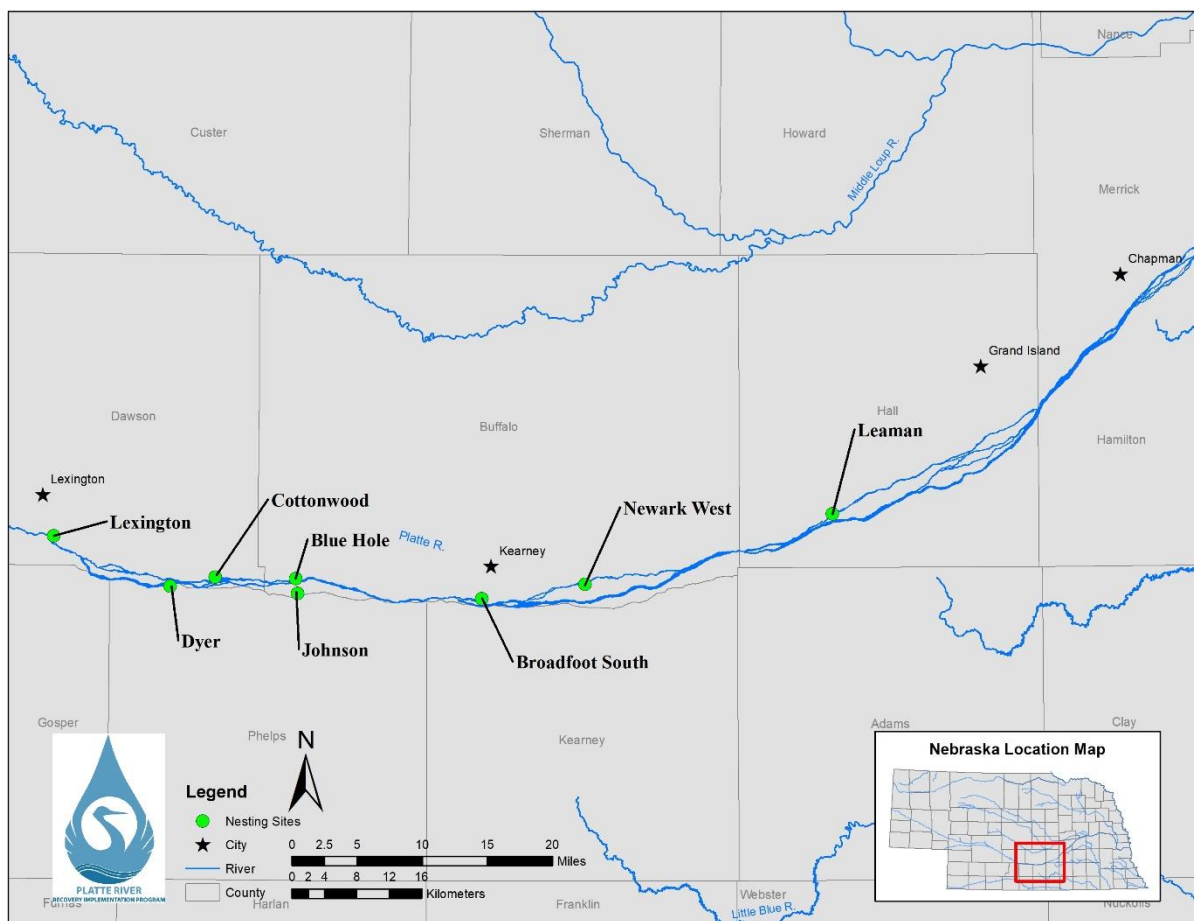 Nance
Custer
Sherman
Howard
Middle Loup R.
Merrick
Chapman
Grand Island
Dawson
Hall
Buffalo
Leaman
Hamilton
Lexington
Cottonwood
Lexington
Newark West
Blue Hole
Platte R.
Kearney
Dyer
Johnson
Broadfoot South
Gosper
Phelps
Kearney
Adams
Clay
N
Nebraska Location Map
Legend
Nesting Sites
City
River
County
0 2.5 5 10 15 20
Miles
0 2 4 8 12 16
Kilometers
PLATTE RIVER
RECOVERY IMPLEMENTATION PROGRAM
Furnas
Harlan
Franklin
Webster
Little Blue R.
Nuckolls